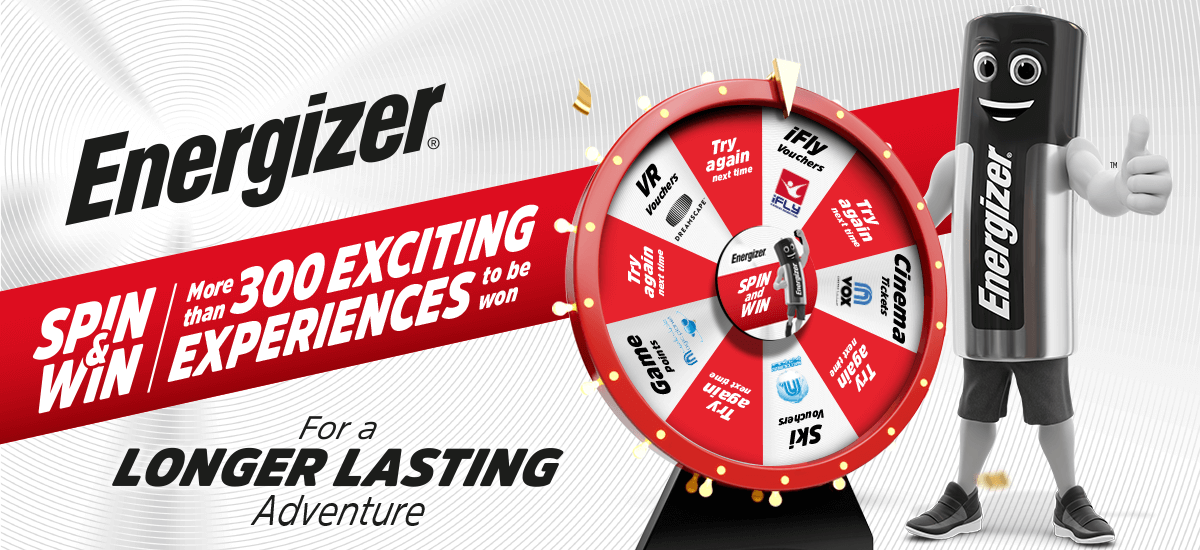 Energizer®
SPIN
&
WIN
More
than
300 EXCITING
EXPERIENCES
to be
won
For a
LONGER LASTING
Adventure
Try
again
next time
iFly
Vouchers
iFLY
Try
again
next time
Cinema
Tickets
VOX
Try
again
next time
Ski
Vouchers
Try
again
next time
Game
Points
Try
again
next time
VR
Vouchers
DREAMSCAPE
Energizer
SPIN
and
WIN
Energizer
Energizer®
TM